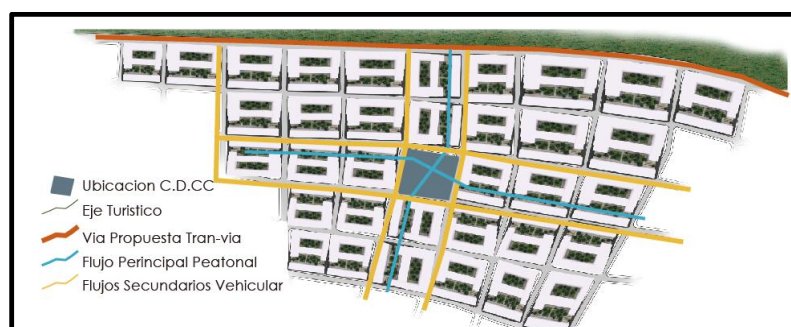 Ubicacion C.D.CC
Eje Turistico
Via Propuesta Tran-via
Flujo Perincipal Peatonal
Flujos Secundarios Vehicular